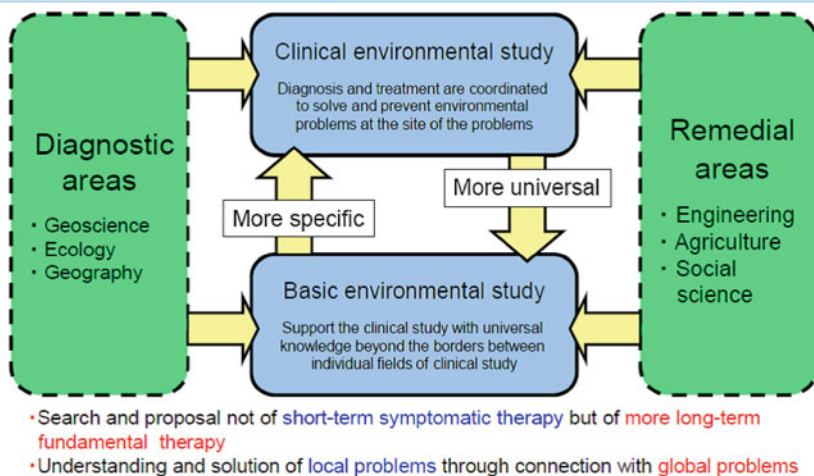 Diagnostic
areas
・Geoscience
・Ecology
・Geography
Clinical environmental study
Diagnosis and treatment are coordinated
to solve and prevent environmental
problems at the site of the problems
More specific
More universal
Basic environmental study
Support the clinical study with universal
knowledge beyond the borders between
individual fields of clinical study
Remedial
areas
・Engineering
・Agriculture
・Social
science
・Search and proposal not of short-term symptomatic therapy but of more long-term
fundamental therapy
・Understanding and solution of local problems through connection with global problems